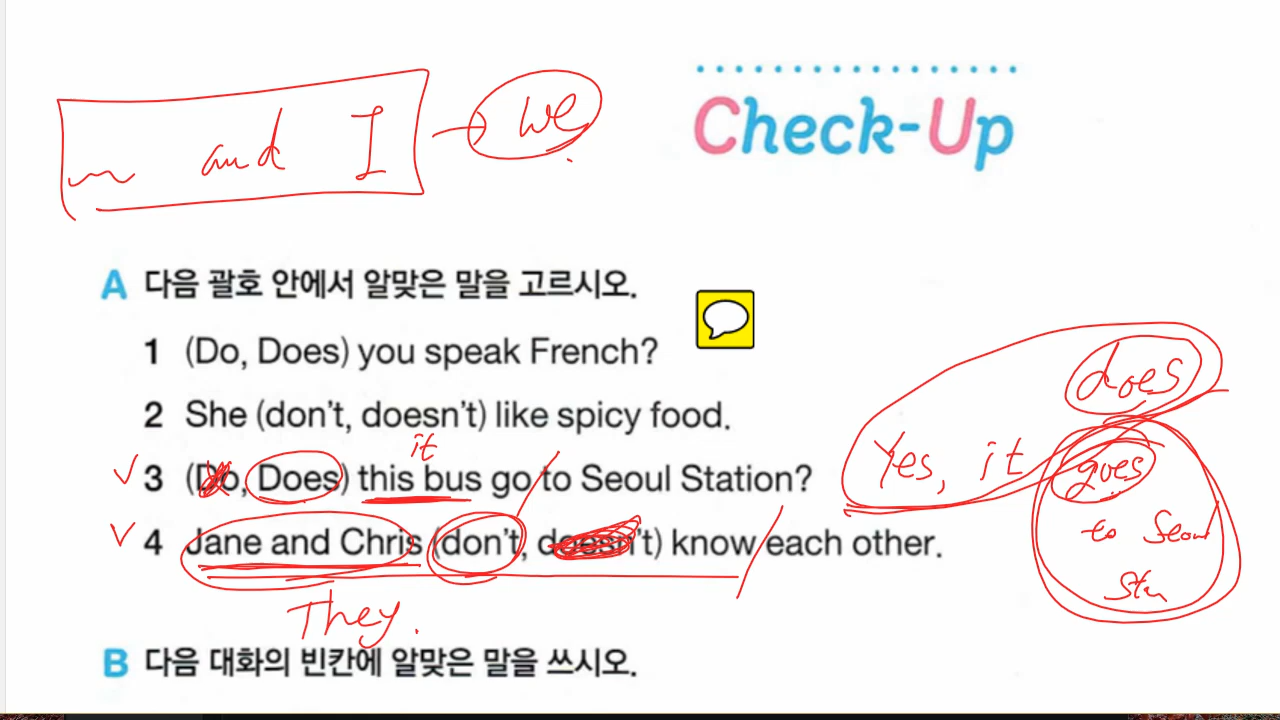 and I → we
Check-Up
A 다음 괄호 안에서 알맞은 말을 고르시오.
1 (Do, Does) you speak French?
does
2 She (don't, doesn't) like spicy food.
it
3 (Do, Does) this bus go to Seoul Station?
Yes, it goes
to Seoul
4 Jane and Chris (don't, doesn't) know each other.
They.
B 다음 대화의 빈칸에 알맞은 말을 쓰시오.